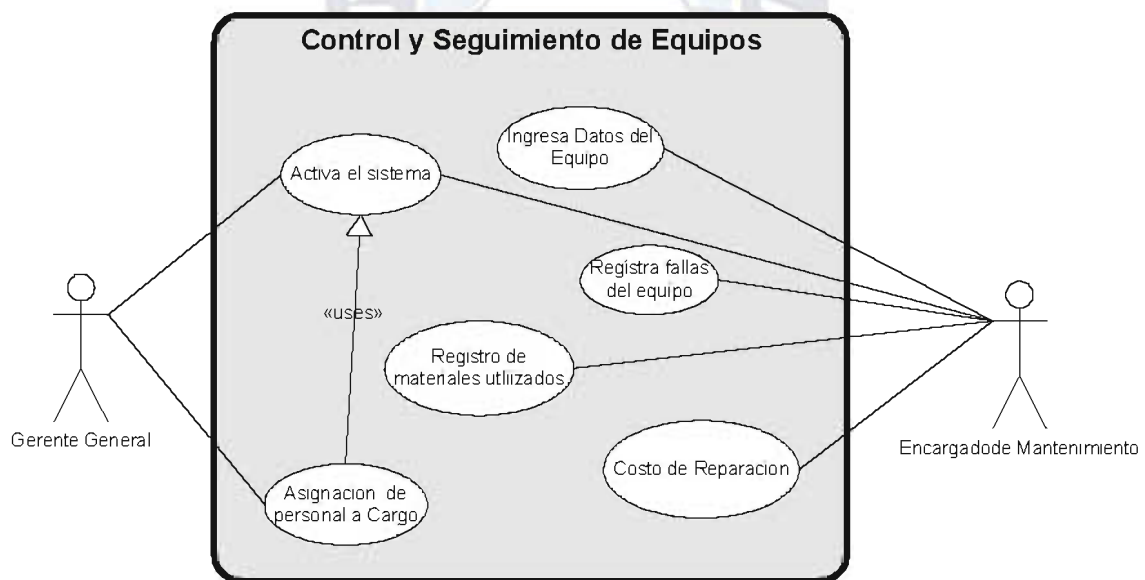 Control y Seguimiento de Equipos
Ingresa Datos del
Equipo
Activa el sistema
Registra fallas
del equipo
«uses»
Registro de
materiales utliizados
Gerente General
Encargadode Mantenimiento
Costo de Reparacion
Asignacion de
personal a Cargo